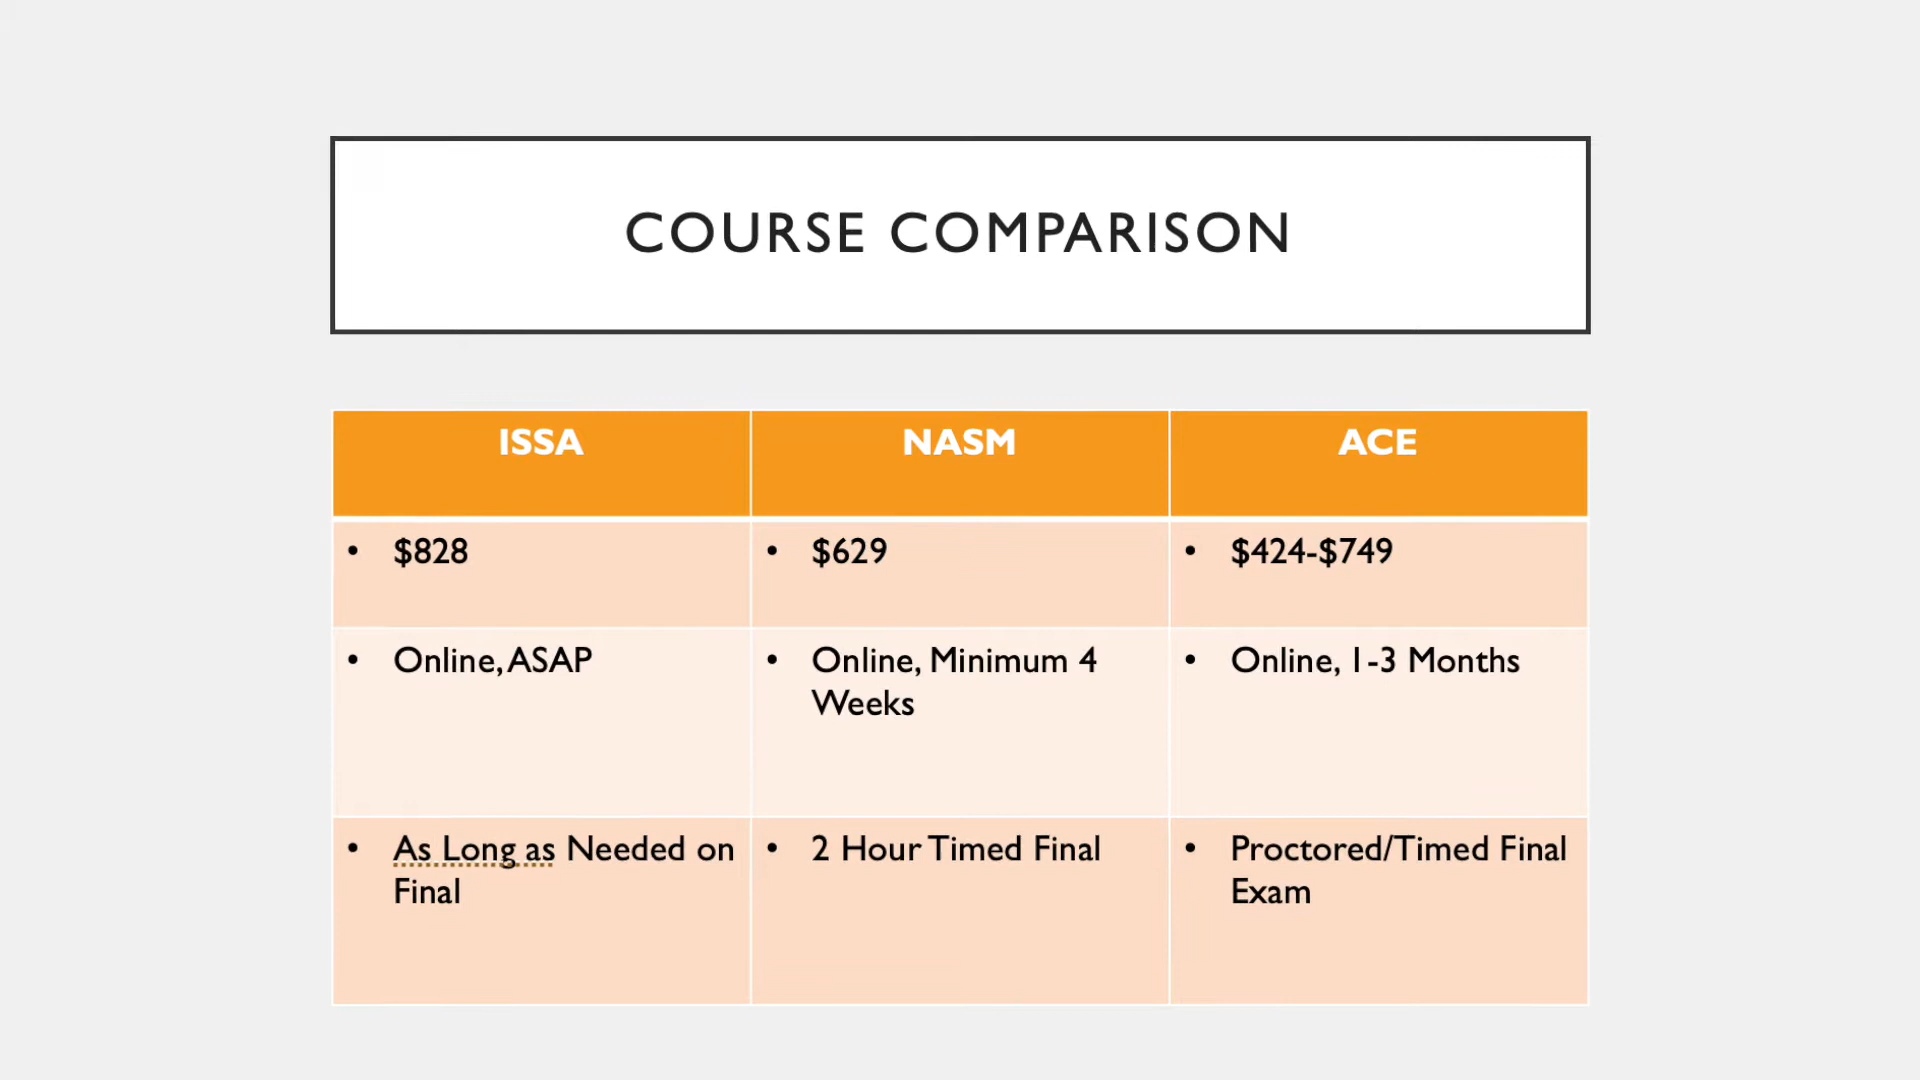 COURSE COMPARISON
ISSA
NASM
ACE
• $828
• $629
• $424-$749
• Online, ASAP
• Online, Minimum 4
Weeks
• Online, 1-3 Months
• As Long as Needed on
Final
• 2 Hour Timed Final
• Proctored/Timed Final
Exam